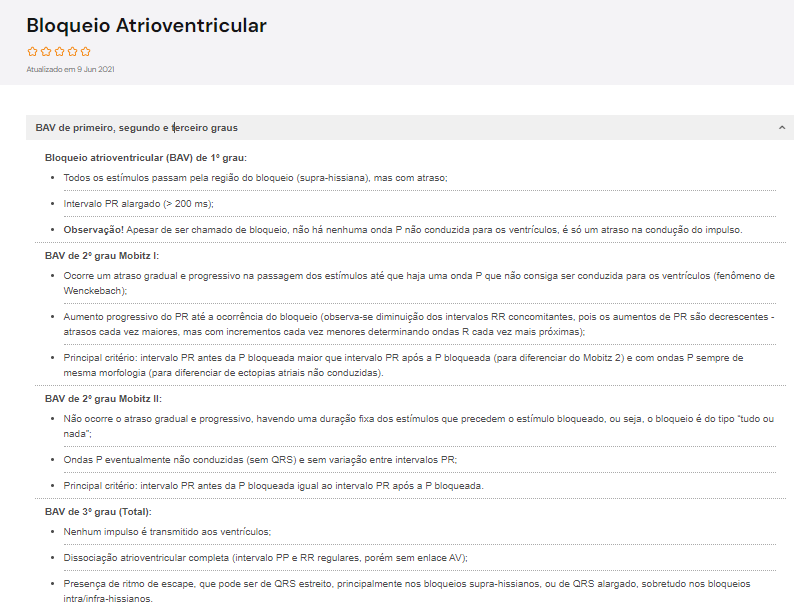 Bloqueio Atrioventricular
Atualizado em 9 Jun 2021
BAV de primeiro, segundo e terceiro graus
Bloqueio atrioventricular (BAV) de 1º grau:
• Todos os estímulos passam pela região do bloqueio (supra-hissiana), mas com atraso;
• Intervalo PR alargado (> 200 ms);
• Observação! Apesar de ser chamado de bloqueio, não há nenhuma onda P não conduzida para os ventrículos, é só um atraso na condução do impulso.
BAV de 2º grau Mobitz I:
• Ocorre um atraso gradual e progressivo na passagem dos estímulos até que haja uma onda P que não consiga ser conduzida para os ventrículos (fenômeno de
Wenckebach);
• Aumento progressivo do PR até a ocorrência do bloqueio (observa-se diminuição dos intervalos RR concomitantes, pois os aumentos de PR são decrescentes -
atrasos cada vez maiores, mas com incrementos cada vez menores determinando ondas R cada vez mais próximas);
• Principal critério: intervalo PR antes da P bloqueada maior que intervalo PR após a P bloqueada (para diferenciar do Mobitz 2) e com ondas P sempre de
mesma morfologia (para diferenciar de ectopias atriais não conduzidas).
BAV de 2º grau Mobitz II:
• Não ocorre o atraso gradual e progressivo, havendo uma duração fixa dos estímulos que precedem o estímulo bloqueado, ou seja, o bloqueio é do tipo "tudo ou
nada";
• Ondas P eventualmente não conduzidas (sem QRS) e sem variação entre intervalos PR;
• Principal critério: intervalo PR antes da P bloqueada igual ao intervalo PR após a P bloqueada.
BAV de 3º grau (Total):
• Nenhum impulso é transmitido aos ventrículos;
• Dissociação atrioventricular completa (intervalo PP e RR regulares, porém sem enlace AV);
• Presença de ritmo de escape, que pode ser de QRS estreito, principalmente nos bloqueios supra-hissianos, ou de QRS alargado, sobretudo nos bloqueios
intra/infra-hissianos.